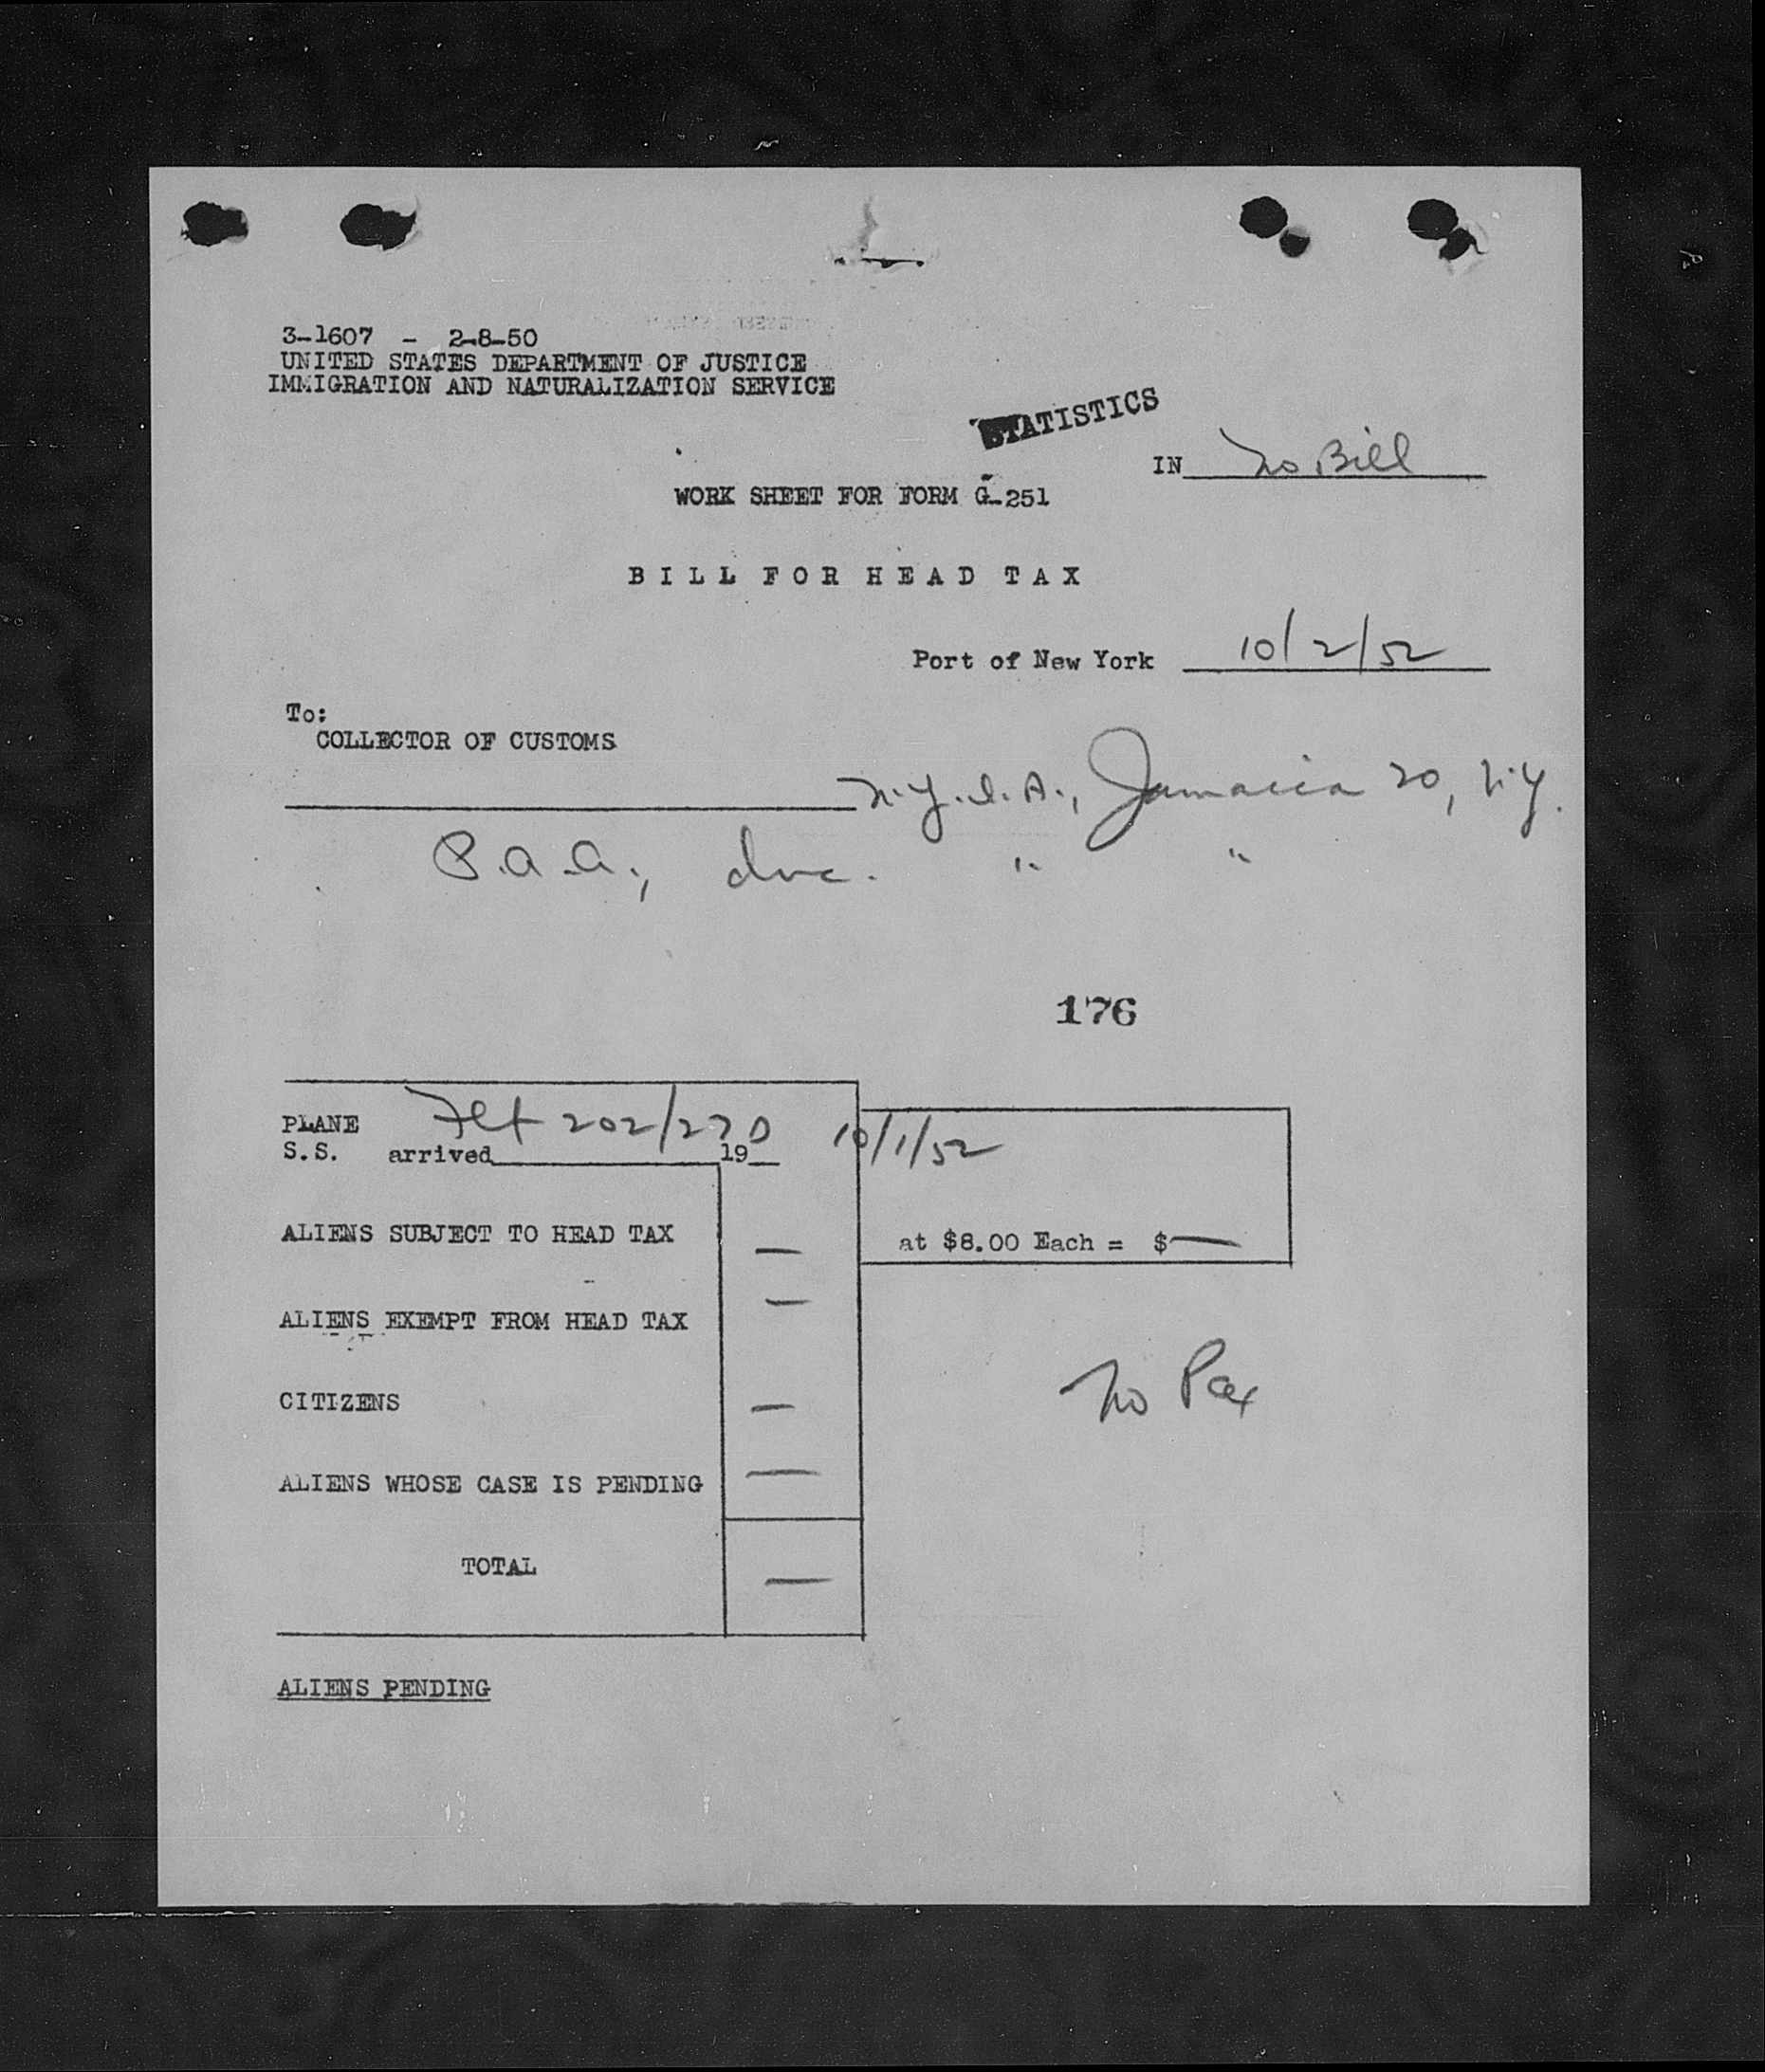 3-1607 - 2-8-50
UNITED STATES DEPARTMENT OF JUSTICE
IMMIGRATION AND NATURALIZATION SERVICE
STATISTICS
IN No Bill
WORK SHEET FOR FORM G-251
BILL FOR HEAD TAX
Port of New York 10/2/52
To:
COLLECTOR OF CUSTOMS
N.Y.I.A., Jamaica 20, N.Y.
P.A.A., Inc. " "
176
PLANE Flt 202/270 10/1/52
S.S. arrived 19
ALIENS SUBJECT TO HEAD TAX — at $8.00 Each = $ —
ALIENS EXEMPT FROM HEAD TAX —
CITIZENS — No Pax
ALIENS WHOSE CASE IS PENDING —
TOTAL —
ALIENS PENDING